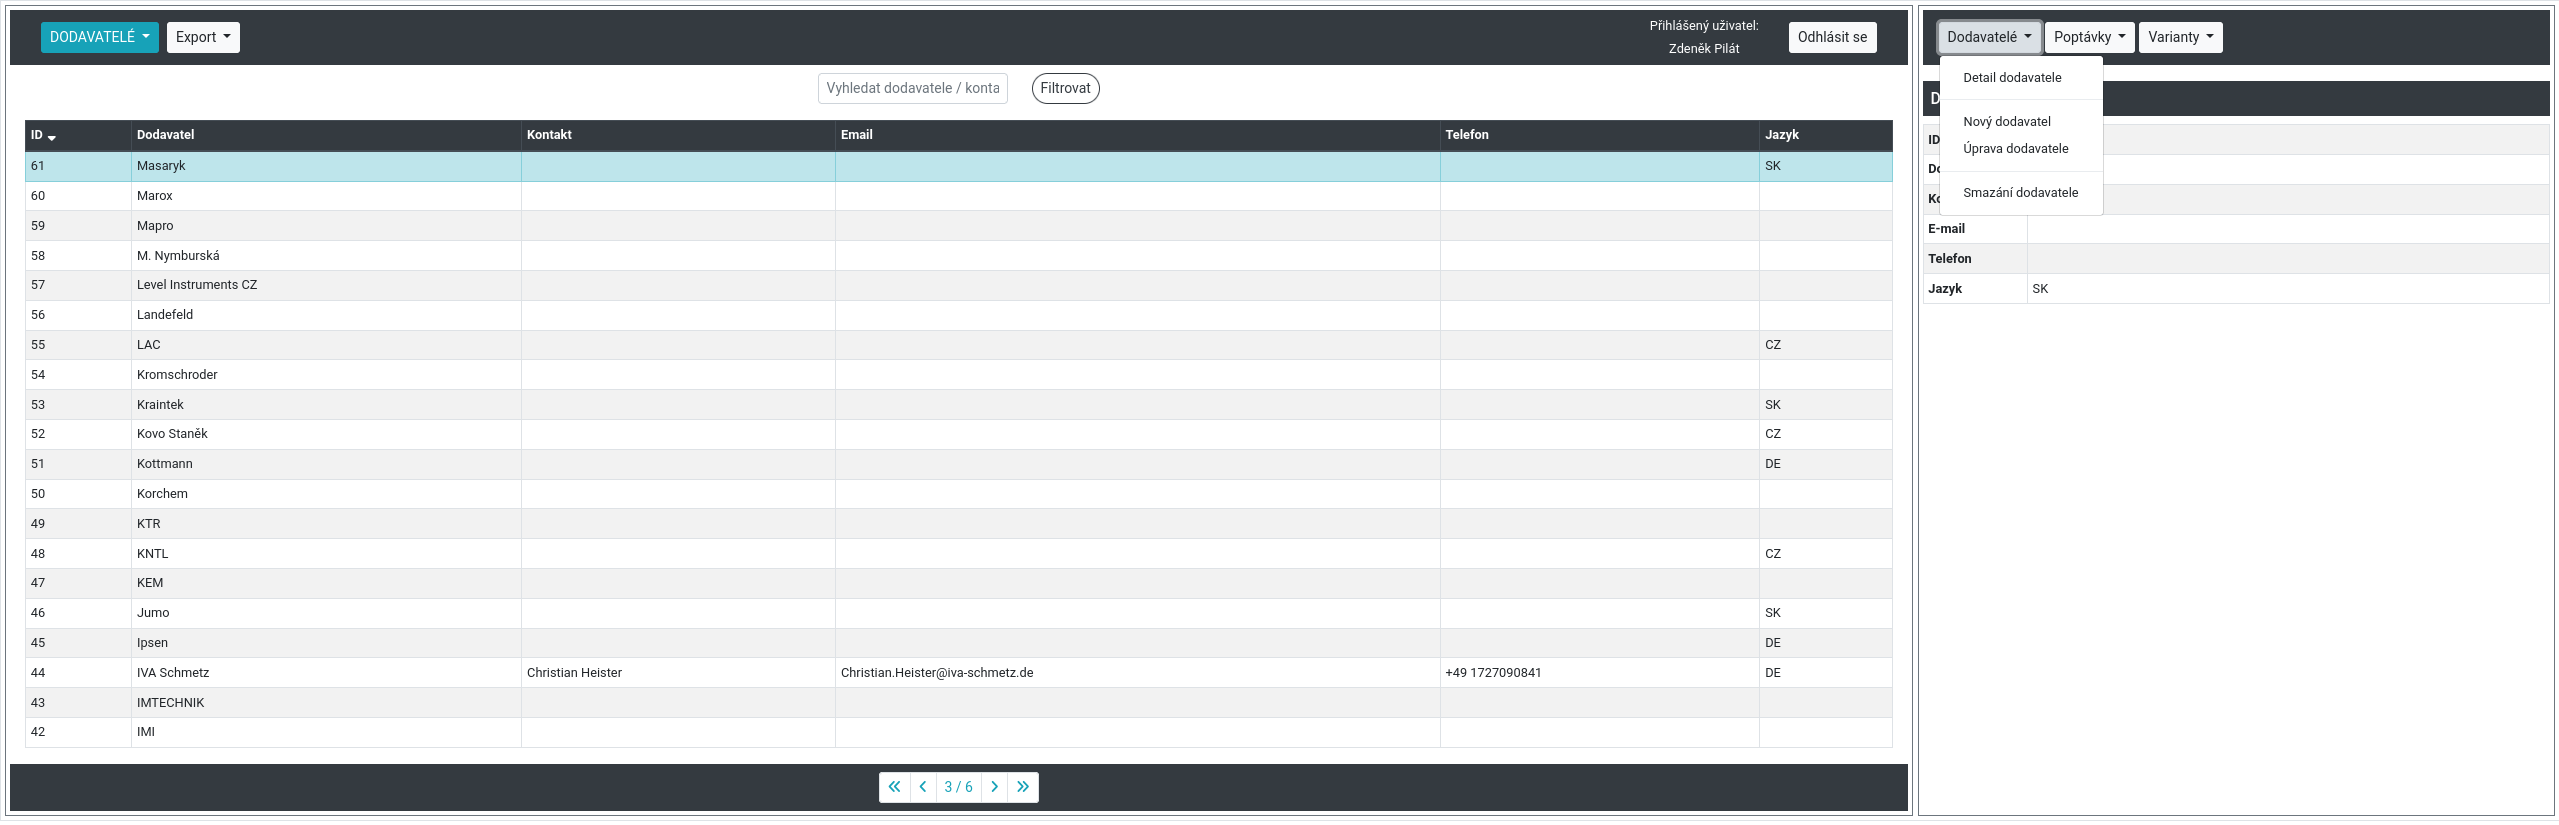 DODAVATELÉ
Export
Přihlášený uživatel:
Zdeněk Pilát
Odhlásit se
Vyhledat dodavatele / konta
Filtrovat
ID Dodavatel Kontakt Email Telefon Jazyk
61 Masaryk SK
60 Marox
59 Mapro
58 M. Nymburská
57 Level Instruments CZ
56 Landefeld
55 LAC CZ
54 Kromschroder
53 Kraintek SK
52 Kovo Staněk CZ
51 Kottmann DE
50 Korchem
49 KTR
48 KNTL CZ
47 KEM
46 Jumo SK
45 Ipsen DE
44 IVA Schmetz Christian Heister Christian.Heister@iva-schmetz.de +49 1727090841 DE
43 IMTECHNIK
42 IMI
3 / 6
Dodavatelé
Poptávky
Varianty
Detail dodavatele
Nový dodavatel
Úprava dodavatele
Smazání dodavatele
D
ID
Do
Ko
E-mail
Telefon
Jazyk SK